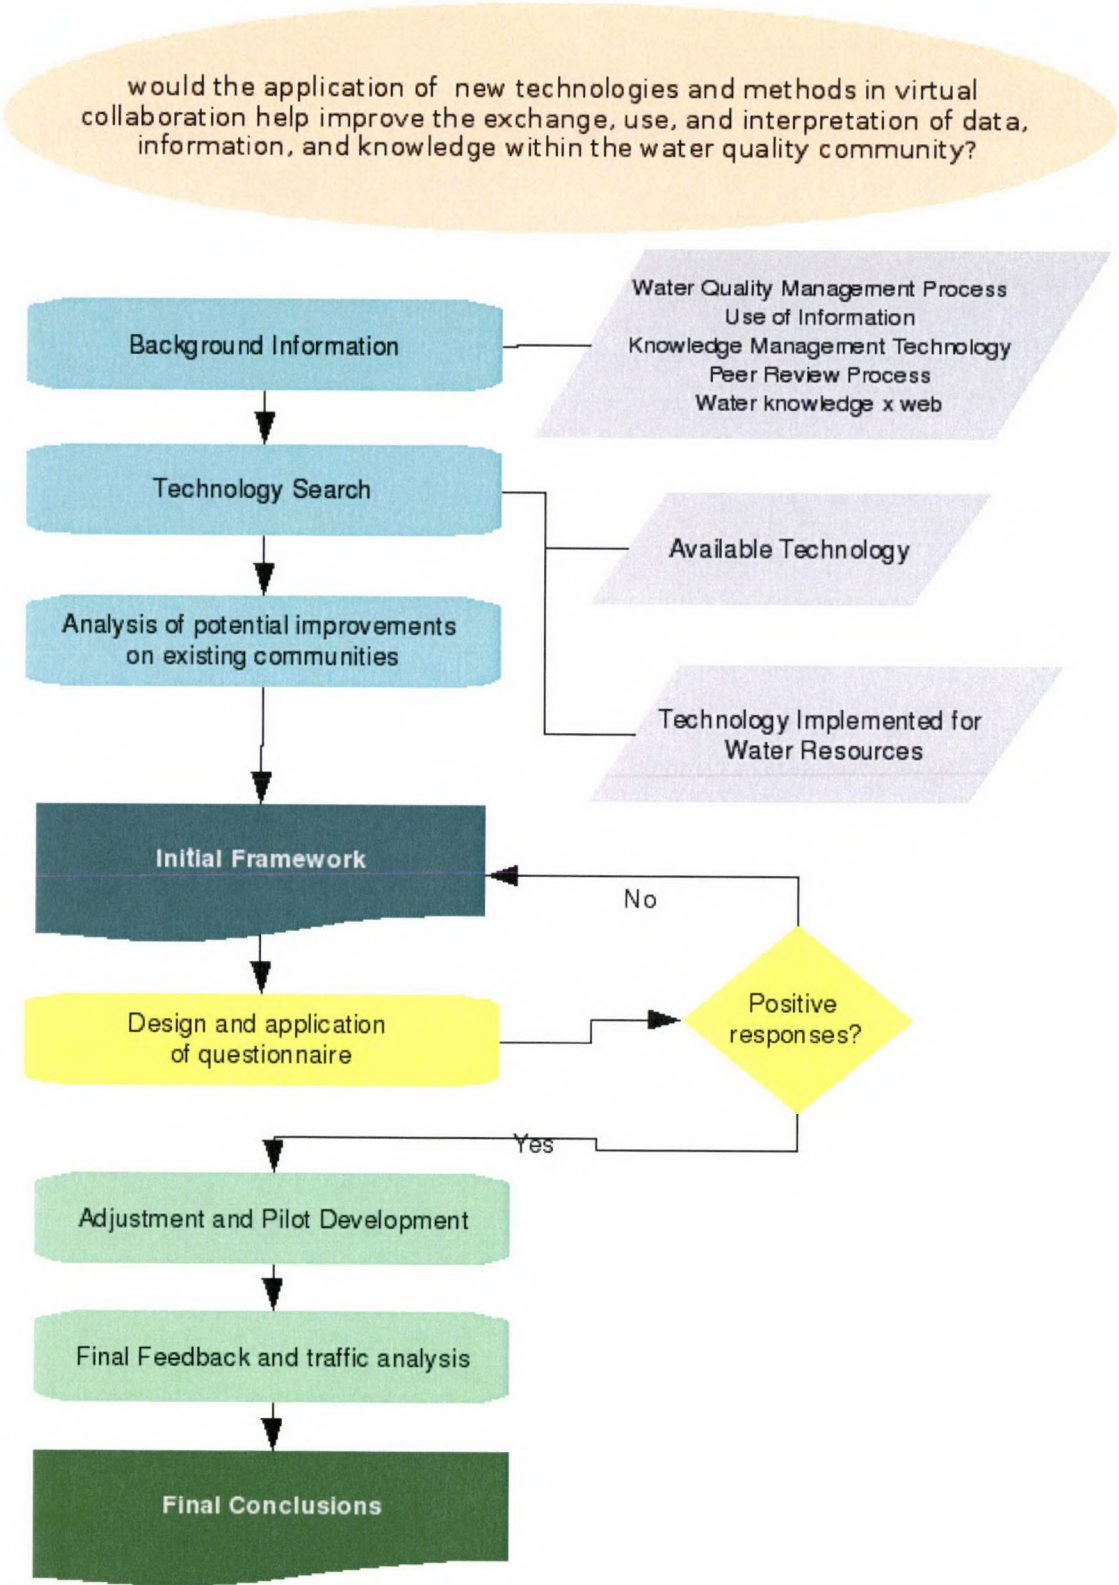 would the application of new technologies and methods in virtual
collaboration help improve the exchange, use, and interpretation of data,
information, and knowledge within the water quality community?
Background Information
Water Quality Management Process
Use of Information
Knowledge Management Technology
Peer Review Process
Water knowledge x web
Technology Search
Available Technology
Analysis of potential improvements
on existing communities
Technology Implemented for
Water Resources
Initial Framework
No
Design and application
of questionnaire
Positive
responses?
Yes
Adjustment and Pilot Development
Final Feedback and traffic analysis
Final Conclusions